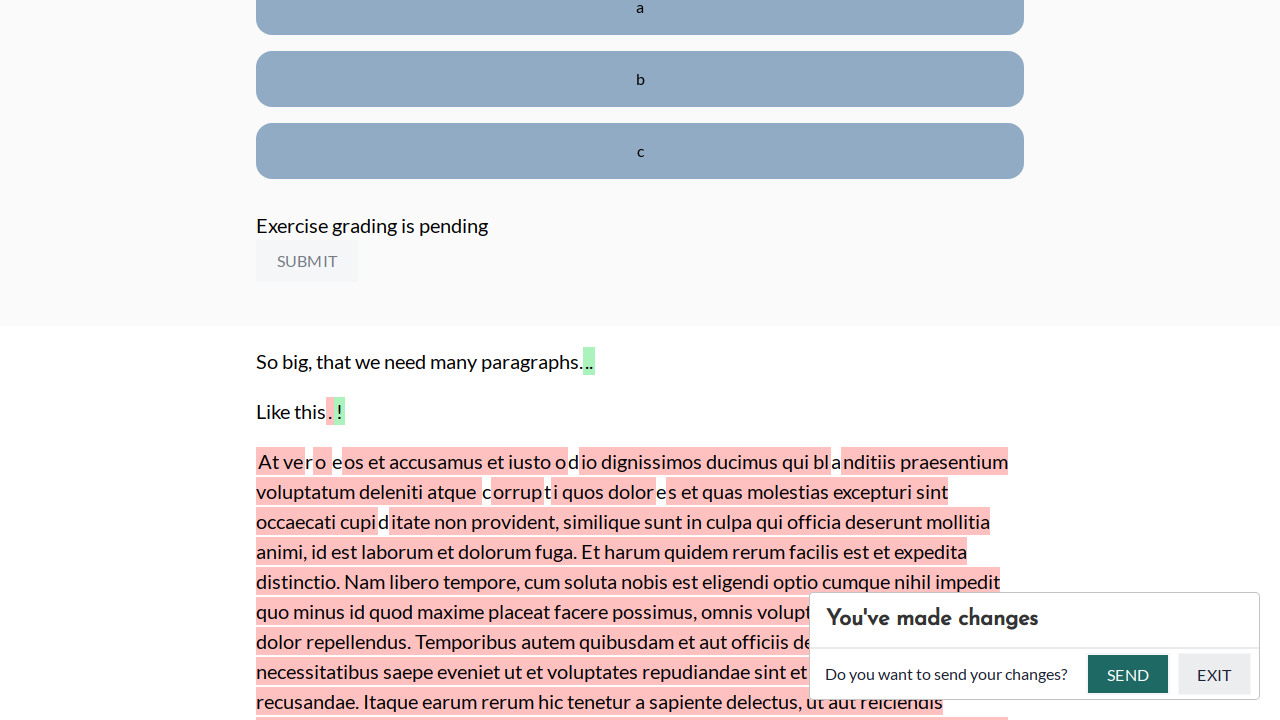 a
b
c
Exercise grading is pending
SUBMIT
So big, that we need many paragraphs...
Like this.!
At vero eos et accusamus et iusto odio dignissimos ducimus qui blanditiis praesentium
voluptatum deleniti atque corrupti quos dolores et quas molestias excepturi sint
occaecati cupiditate non provident, similique sunt in culpa qui officia deserunt mollitia
animi, id est laborum et dolorum fuga. Et harum quidem rerum facilis est et expedita
distinctio. Nam libero tempore, cum soluta nobis est eligendi optio cumque nihil impedit
quo minus id quod maxime placeat facere possimus, omnis
dolor repellendus. Temporibus autem quibusdam et aut officiis
necessitatibus saepe eveniet ut et voluptates repudiandae sint et
recusandae. Itaque earum rerum hic tenetur a sapiente delectus, ut aut reiciendis
You've made changes
Do you want to send your changes?
SEND
EXIT